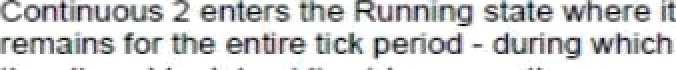 Continuous 2 enters the Running state where it
remains for the entire tick period - during which